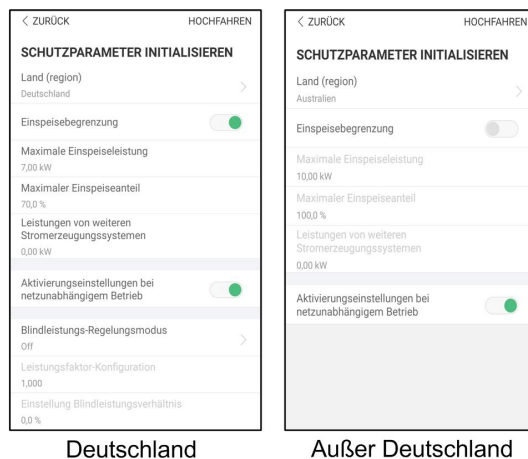 < ZURÜCK HOCHFAHREN
SCHUTZPARAMETER INITIALISIEREN
Land (region)
Deutschland
Einspeisebegrenzung
Maximale Einspeiseleistung
7,00 kW
Maximaler Einspeiseanteil
70,0 %
Leistungen von weiteren
Stromerzeugungssystemen
0,00 kW
Aktivierungseinstellungen bei
netzunabhängigem Betrieb
Blindleistungs-Regelungsmodus
Off
Leistungsfaktor-Konfiguration
1,000
Einstellung Blindleistungsverhältnis
0,0 %
Deutschland
< ZURÜCK HOCHFAHREN
SCHUTZPARAMETER INITIALISIEREN
Land (region)
Australien
Einspeisebegrenzung
Maximale Einspeiseleistung
10,00 kW
Maximaler Einspeiseanteil
100,0 %
Leistungen von weiteren
Stromerzeugungssystemen
0,00 kW
Aktivierungseinstellungen bei
netzunabhängigem Betrieb
Außer Deutschland